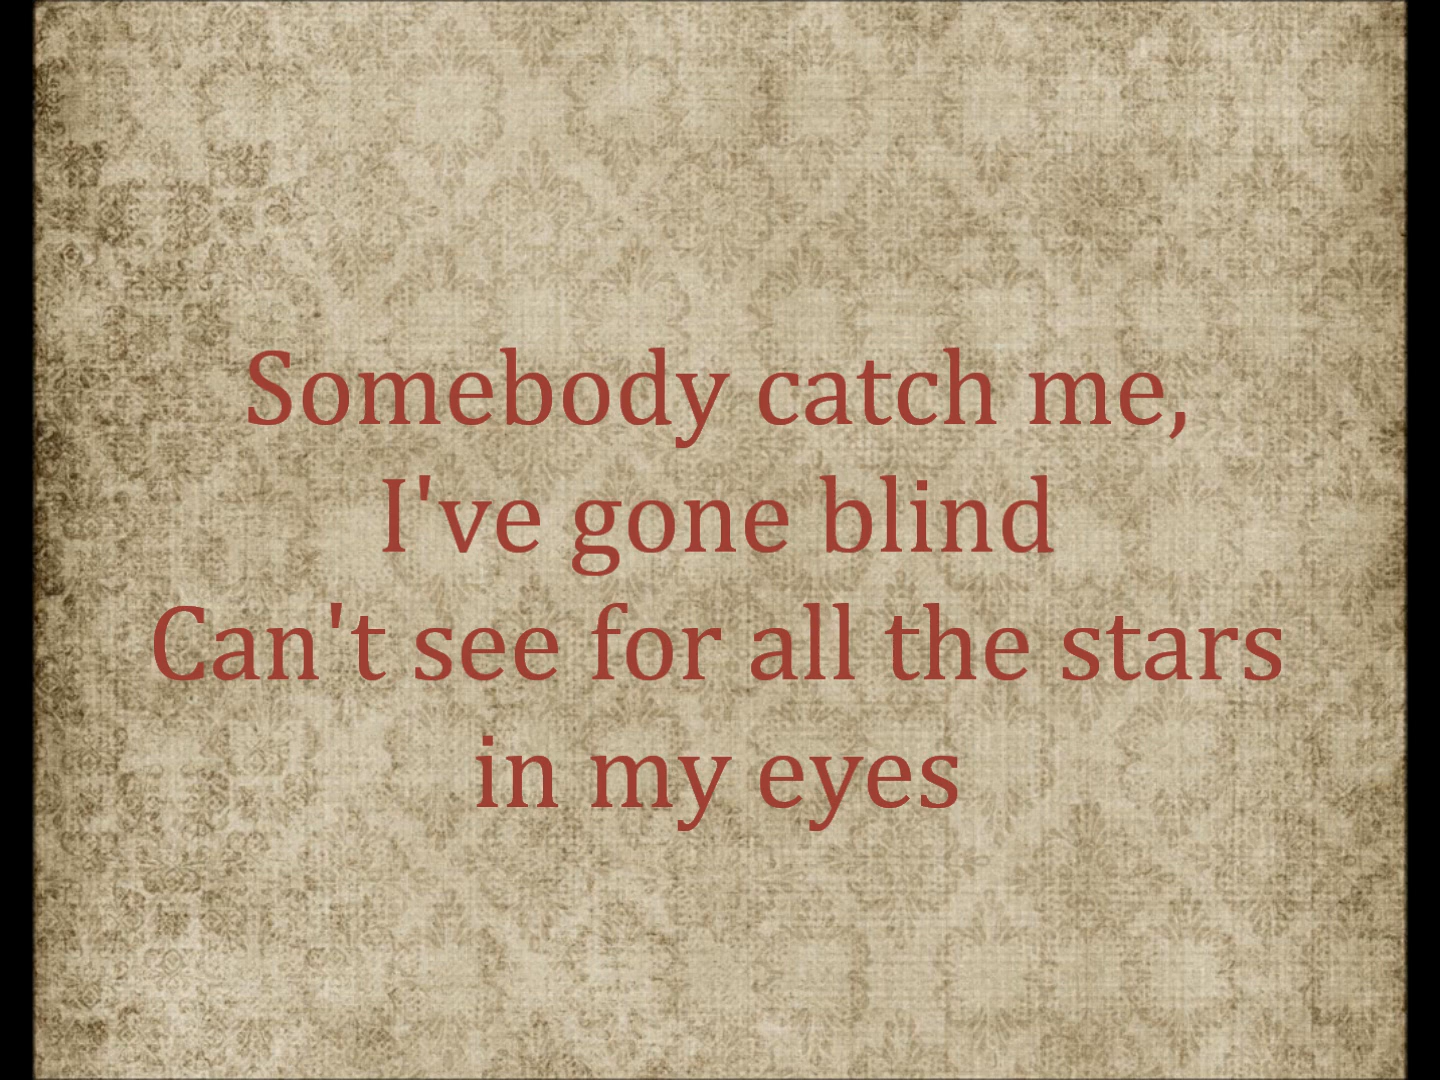 Somebody catch me,
I've gone blind
Can't see for all the stars
in my eyes